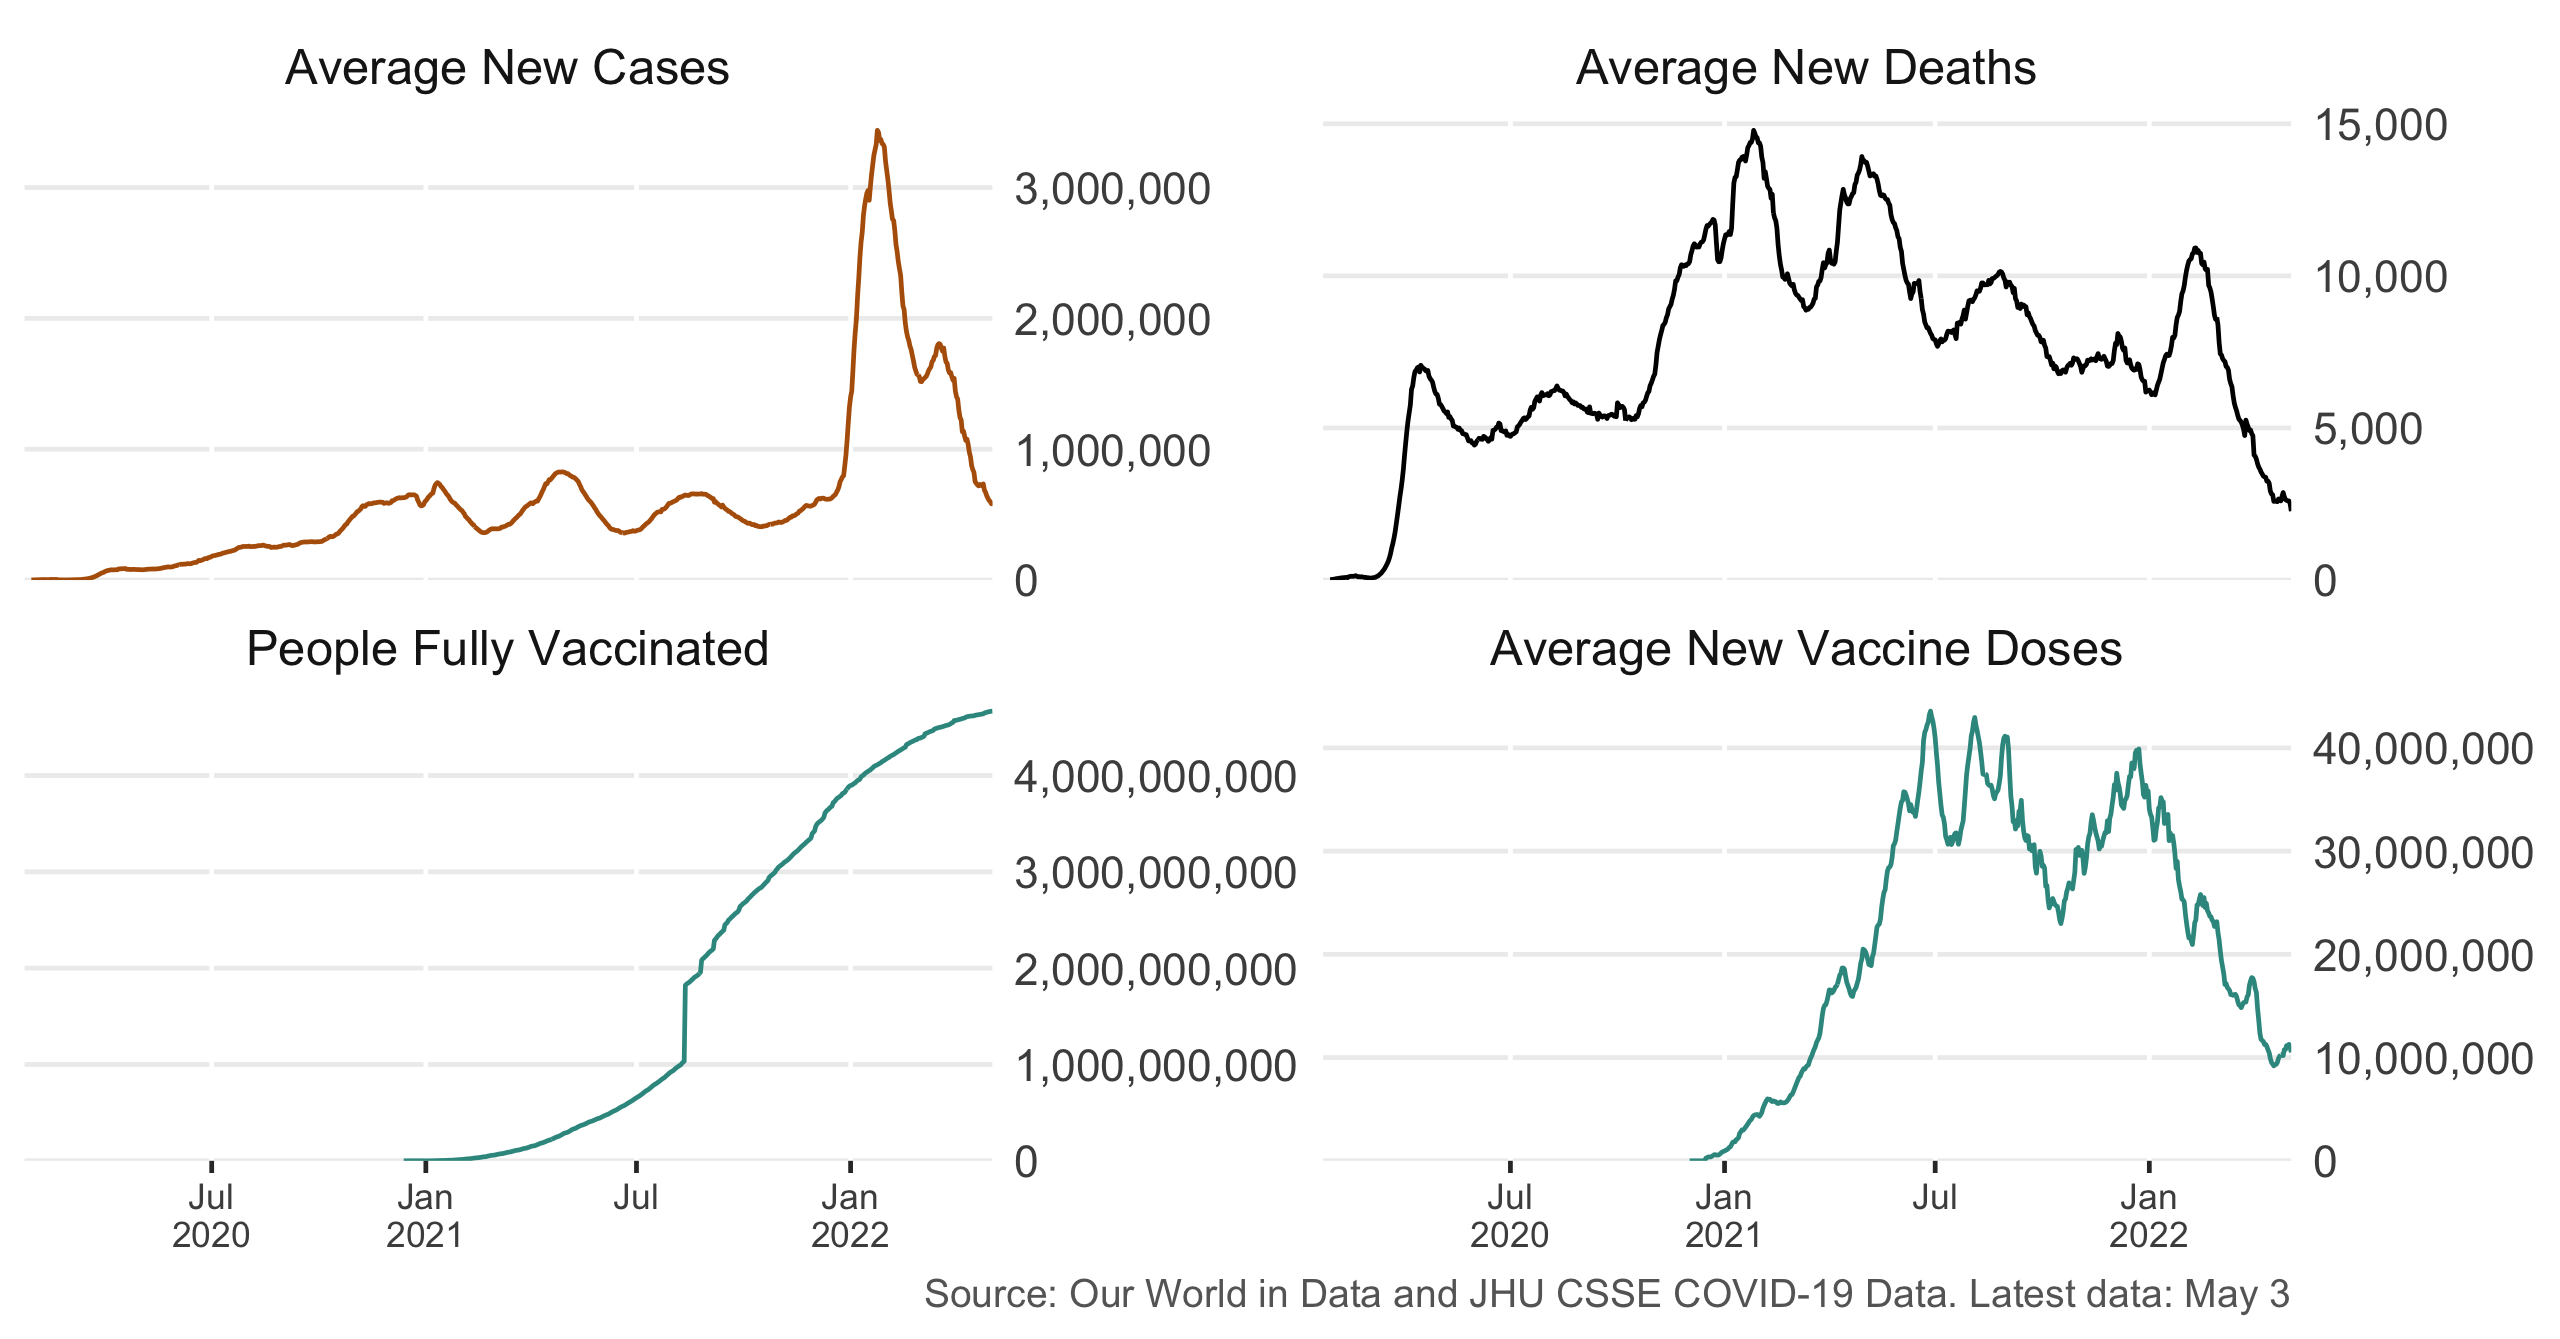 Average New Cases
3,000,000
2,000,000
1,000,000
0
Average New Deaths
15,000
10,000
5,000
0
People Fully Vaccinated
4,000,000,000
3,000,000,000
2,000,000,000
1,000,000,000
0
Jul
2020
Jan
2021
Jul
Jan
2022
Average New Vaccine Doses
40,000,000
30,000,000
20,000,000
10,000,000
0
Jul
2020
Jan
2021
Jul
Jan
2022
Source: Our World in Data and JHU CSSE COVID-19 Data. Latest data: May 3